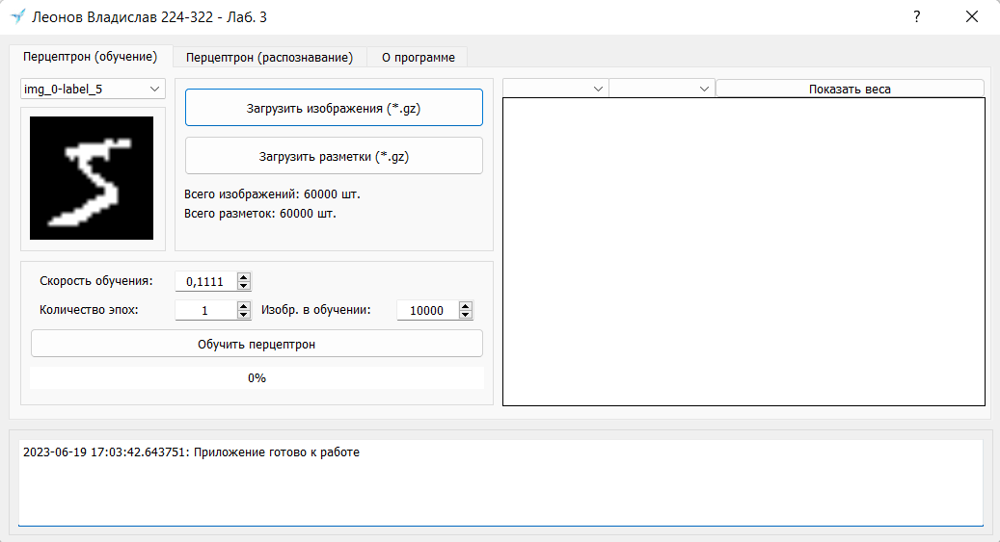 Леонов Владислав 224-322 - Лаб. 3
?
Перцептрон (обучение) Перцептрон (распознавание) О программе
img_0-label_5
Загрузить изображения (*.gz)
Загрузить разметки (*.gz)
Всего изображений: 60000 шт.
Всего разметок: 60000 шт.
5
Показать веса
Скорость обучения: 0,1111
Количество эпох: 1 Изобр. в обучении: 10000
Обучить перцептрон
0%
2023-06-19 17:03:42.643751: Приложение готово к работе